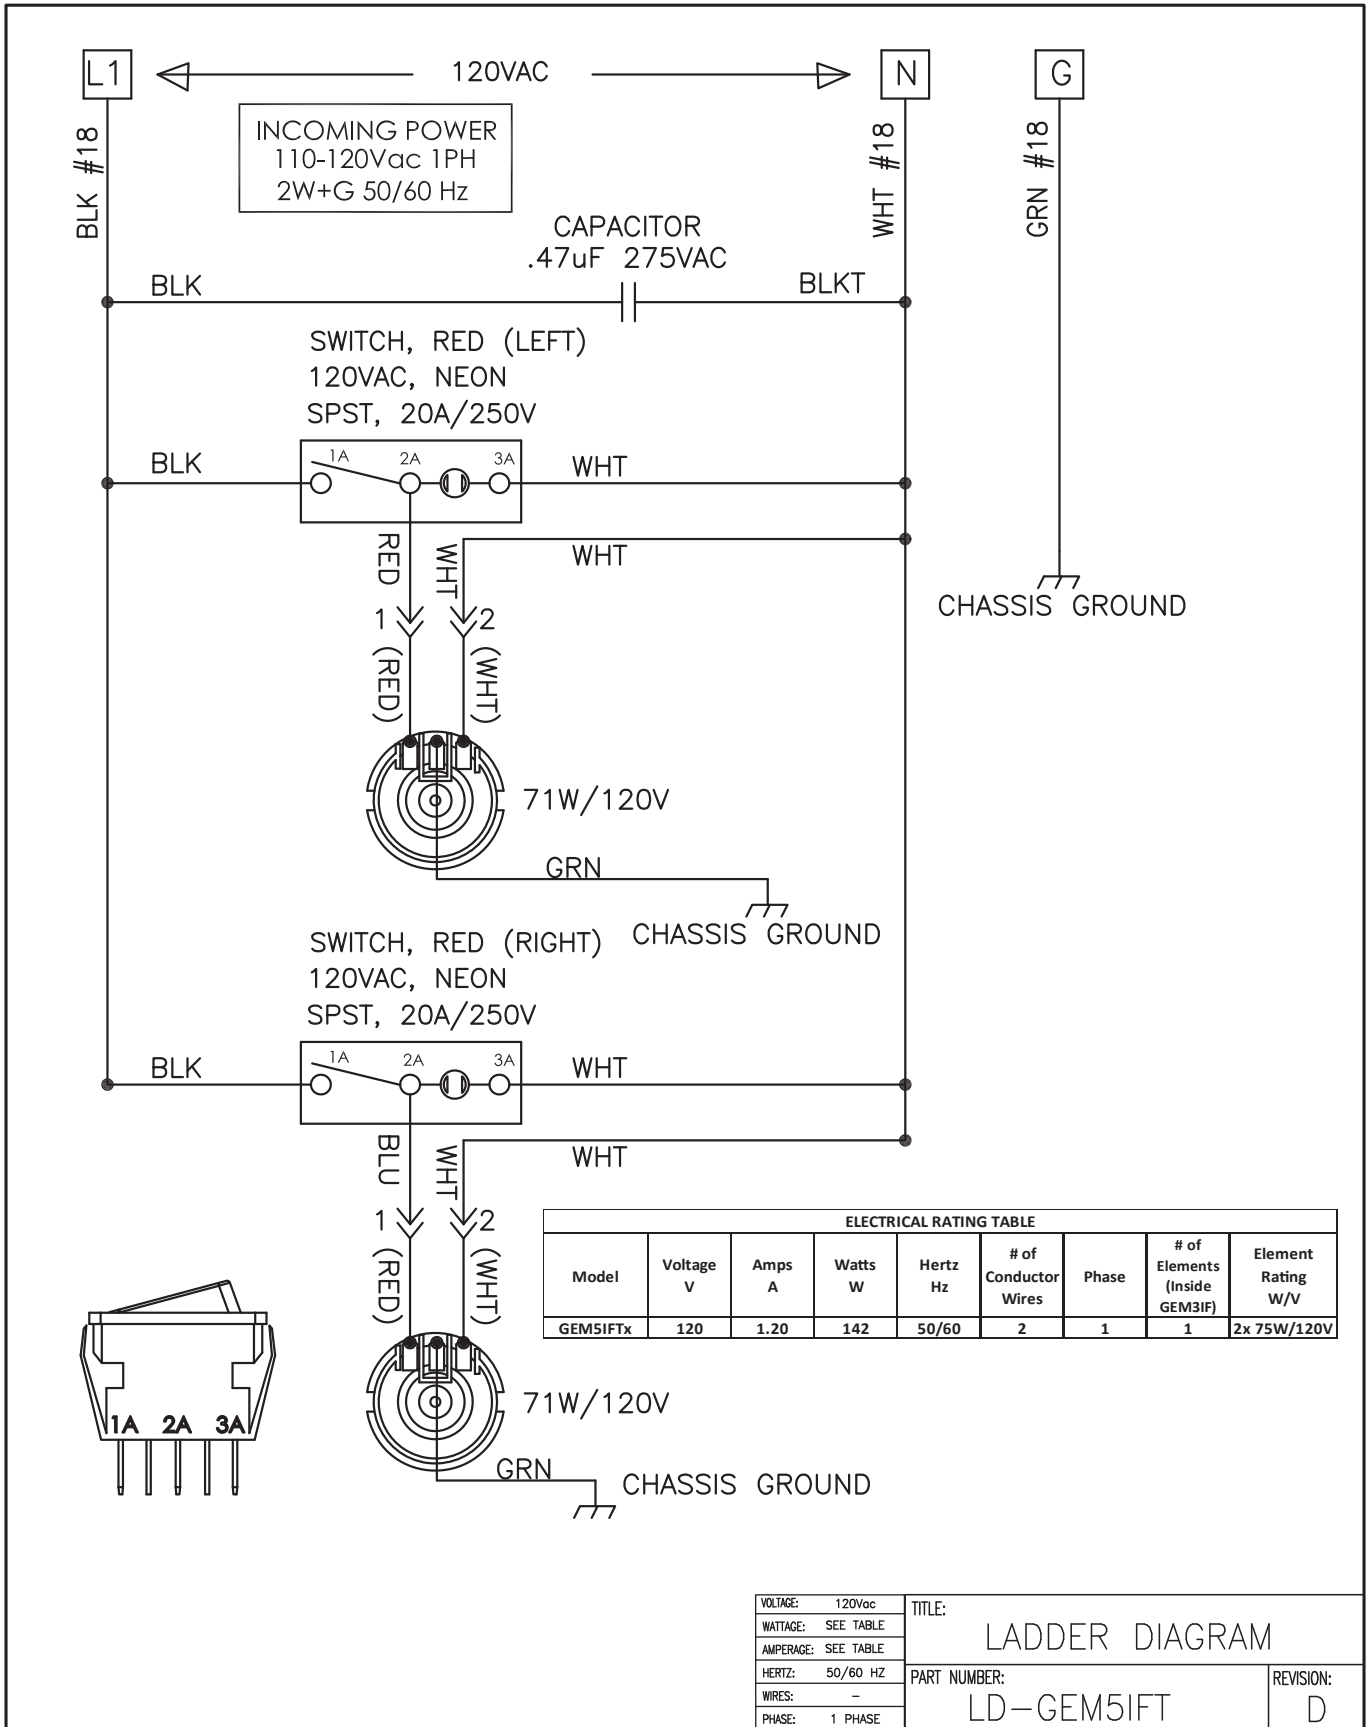 L1
120VAC
N
G
BLK #18
INCOMING POWER
110-120Vac 1PH
2W+G 50/60 Hz
WHT #18
GRN #18
CAPACITOR
.47uF 275VAC
BLK
BLKT
SWITCH, RED (LEFT)
120VAC, NEON
SPST, 20A/250V
BLK
1A
2A
3A
WHT
RED
WHT
WHT
1
2
CHASSIS GROUND
(RED)
(WHT)
71W/120V
GRN
CHASSIS GROUND
SWITCH, RED (RIGHT)
120VAC, NEON
SPST, 20A/250V
BLK
1A
2A
3A
WHT
BLU
WHT
WHT
1
2
(RED)
(WHT)
71W/120V
GRN
CHASSIS GROUND
ELECTRICAL RATING TABLE
Model
Voltage
V
Amps
A
Watts
W
Hertz
Hz
# of
Conductor
Wires
Phase
# of
Elements
(Inside
GEM3IF)
Element
Rating
W/V
GEM5IFTx 120 1.20 142 50/60 2 1 1 2x 75W/120V
1A 2A 3A
VOLTAGE: 120Vac
WATTAGE: SEE TABLE
AMPERAGE: SEE TABLE
HERTZ: 50/60 HZ
WIRES: –
PHASE: 1 PHASE
TITLE:
LADDER DIAGRAM
PART NUMBER:
LD-GEM5IFT
REVISION:
D